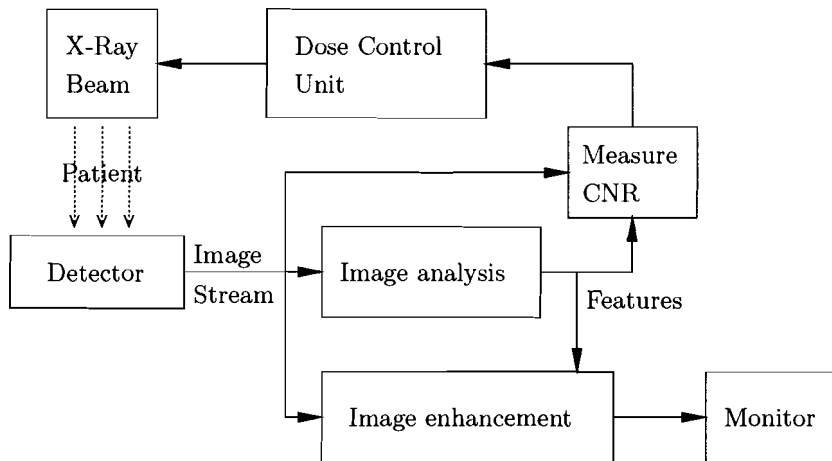 X-Ray
Beam
Dose Control
Unit
Measure
CNR
Patient
Detector
Image
Stream
Image analysis
Features
Image enhancement
Monitor